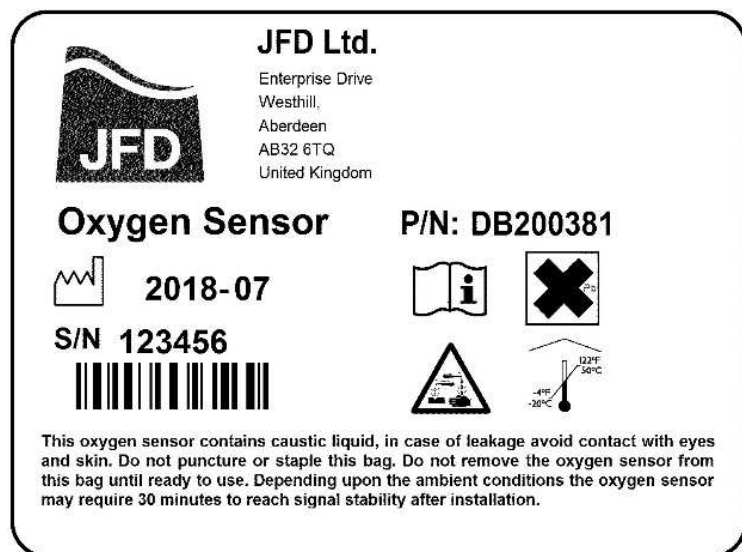 JFD
JFD Ltd.
Enterprise Drive
Westhill,
Aberdeen
AB32 6TQ
United Kingdom
Oxygen Sensor
P/N: DB200381
2018-07
Pb
S/N 123456
122°F
50°C
-4°F
-20°C
This oxygen sensor contains caustic liquid, in case of leakage avoid contact with eyes
and skin. Do not puncture or staple this bag. Do not remove the oxygen sensor from
this bag until ready to use. Depending upon the ambient conditions the oxygen sensor
may require 30 minutes to reach signal stability after installation.